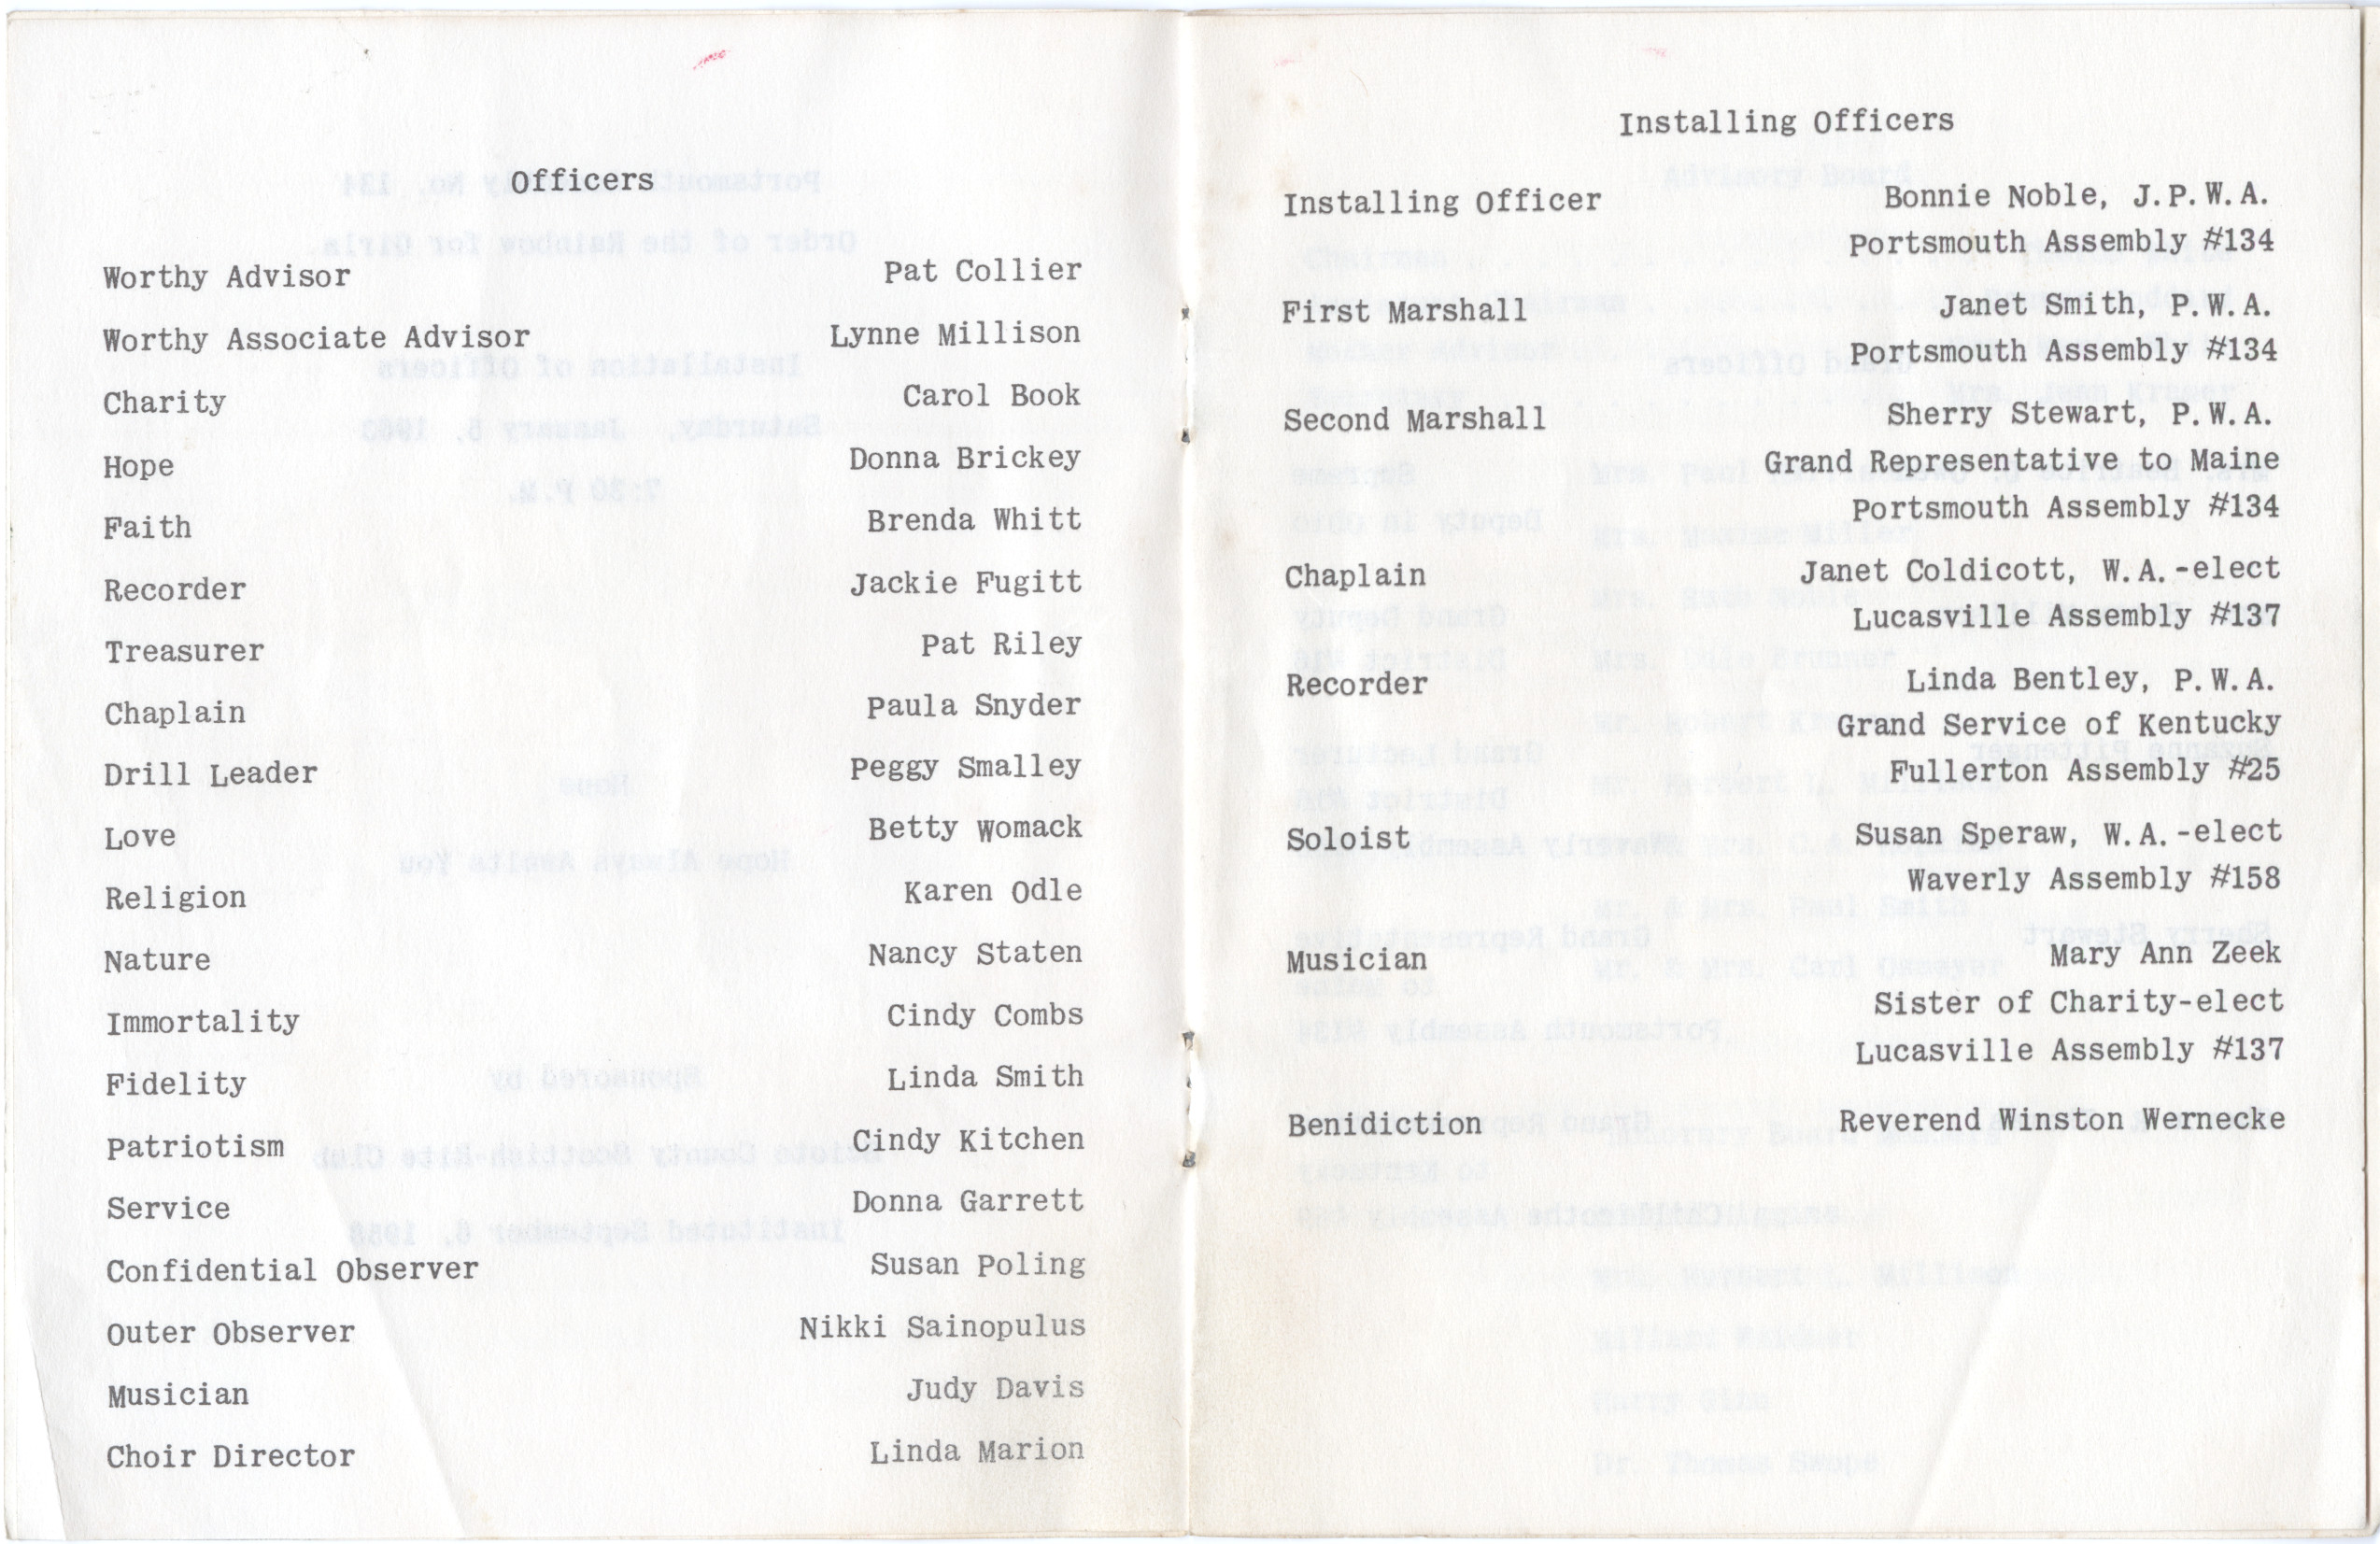 Officers
Worthy Advisor Pat Collier
Worthy Associate Advisor Lynne Millison
Charity Carol Book
Hope Donna Brickey
Faith Brenda Whitt
Recorder Jackie Fugitt
Treasurer Pat Riley
Chaplain Paula Snyder
Drill Leader Peggy Smalley
Love Betty Womack
Religion Karen Odle
Nature Nancy Staten
Immortality Cindy Combs
Fidelity Linda Smith
Patriotism Cindy Kitchen
Service Donna Garrett
Confidential Observer Susan Poling
Outer Observer Nikki Sainopulus
Musician Judy Davis
Choir Director Linda Marion
Installing Officers
Installing Officer Bonnie Noble, J.P.W.A.
Portsmouth Assembly #134
First Marshall Janet Smith, P.W.A.
Portsmouth Assembly #134
Second Marshall Sherry Stewart, P.W.A.
Grand Representative to Maine
Portsmouth Assembly #134
Chaplain Janet Coldicott, W.A.-elect
Lucasville Assembly #137
Recorder Linda Bentley, P.W.A.
Grand Service of Kentucky
Fullerton Assembly #25
Soloist Susan Speraw, W.A.-elect
Waverly Assembly #158
Musician Mary Ann Zeek
Sister of Charity-elect
Lucasville Assembly #137
Benidiction Reverend Winston Wernecke